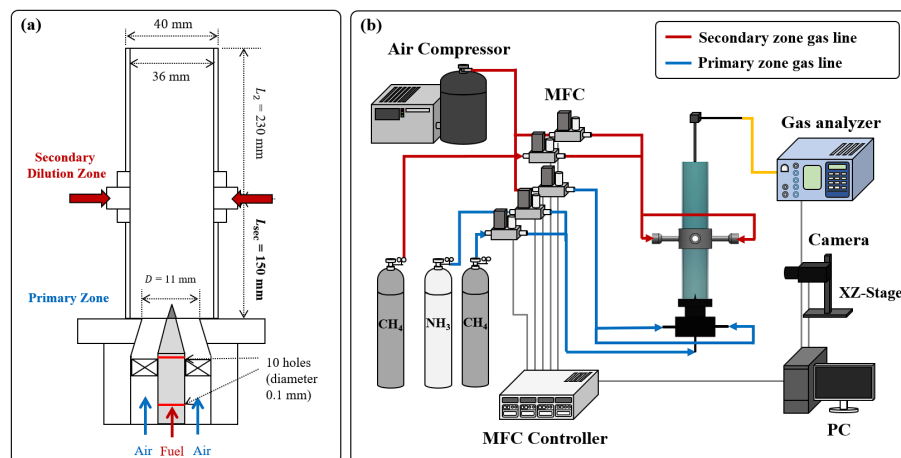 (a)
40 mm
36 mm
L₂ = 230 mm
Secondary
Dilution Zone
Lsec = 150 mm
D = 11 mm
Primary Zone
10 holes
(diameter
0.1 mm)
Air Fuel Air
(b)
Secondary zone gas line
Primary zone gas line
Air Compressor
MFC
Gas analyzer
Camera
XZ-Stage
CH₄
NH₃
CH₄
MFC Controller
PC